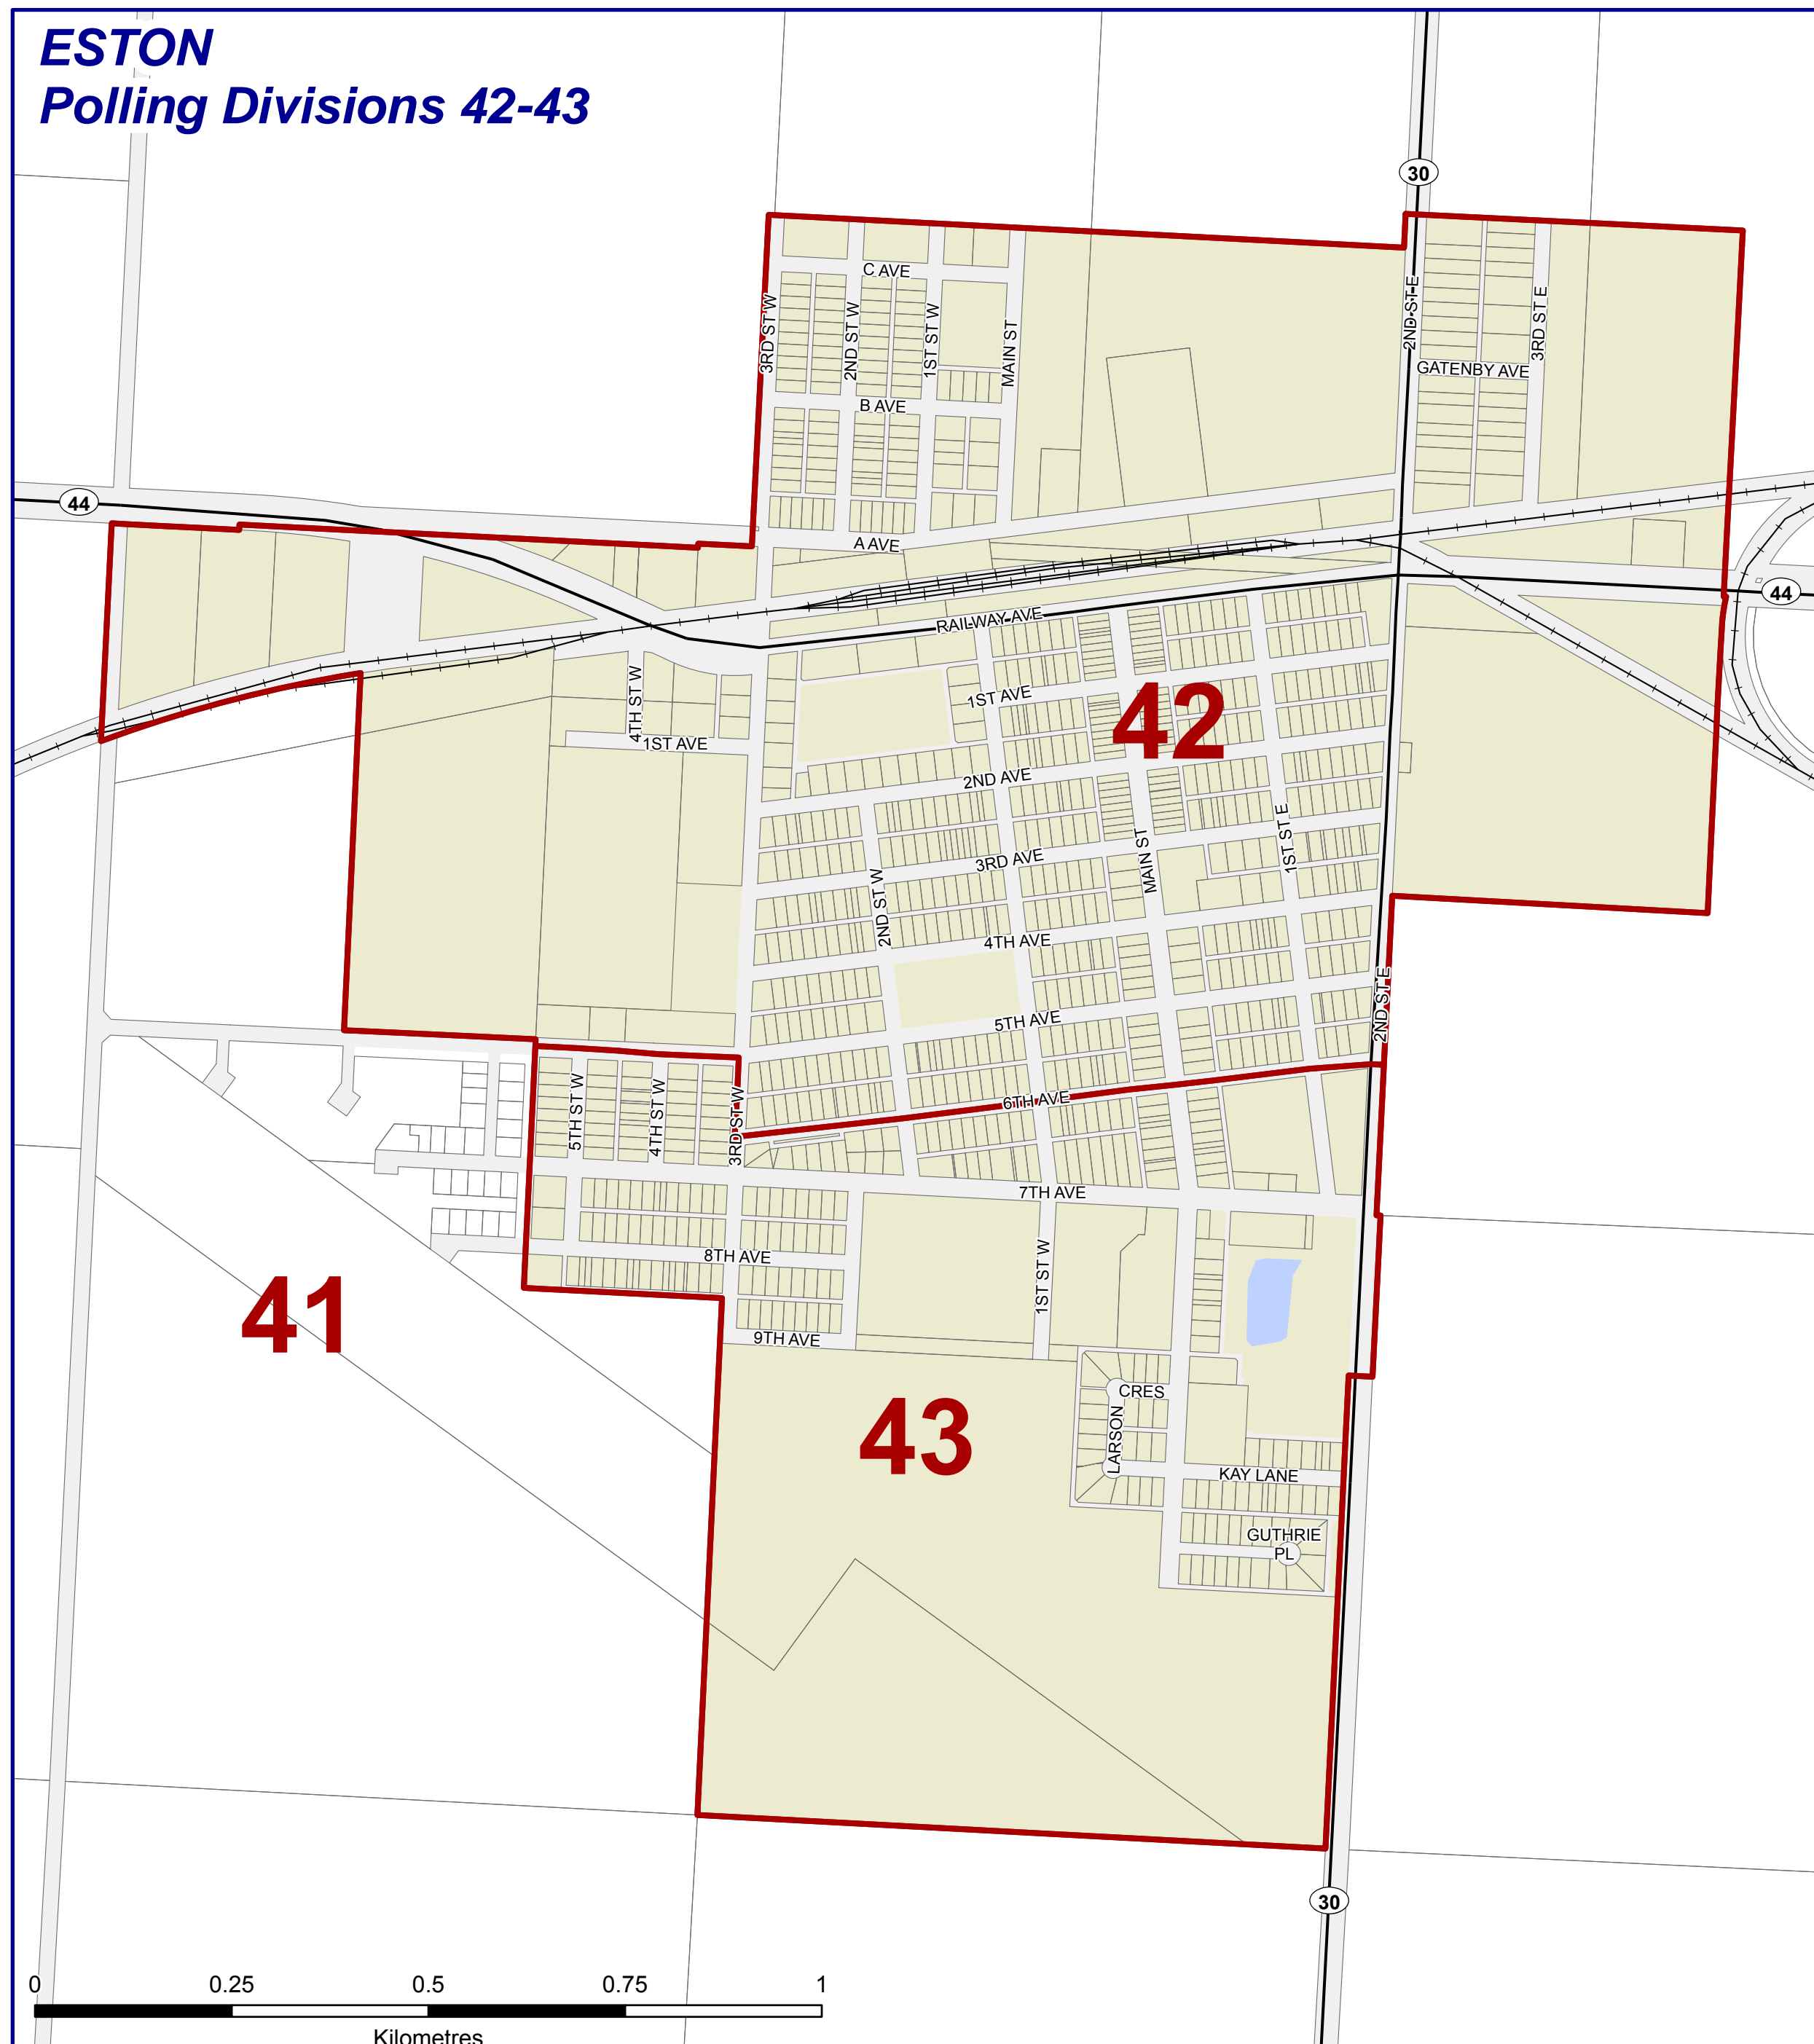 ESTON
Polling Divisions 42-43
30
C AVE
3RD ST W
2ND ST W
1ST ST W
MAIN ST
2ND ST E
3RD ST E
GATENBY AVE
B AVE
44
A AVE
44
RAILWAY AVE
4TH ST W
1ST AVE
1ST AVE
42
2ND AVE
3RD AVE
MAIN ST
1ST ST E
2ND ST W
4TH AVE
2ND ST E
5TH AVE
6TH AVE
5TH ST W
4TH ST W
3RD ST W
7TH AVE
8TH AVE
1ST ST W
41
9TH AVE
43
CRES
LARSON
KAY LANE
GUTHRIE
PL
30
0 0.25 0.5 0.75 1
Kilometres